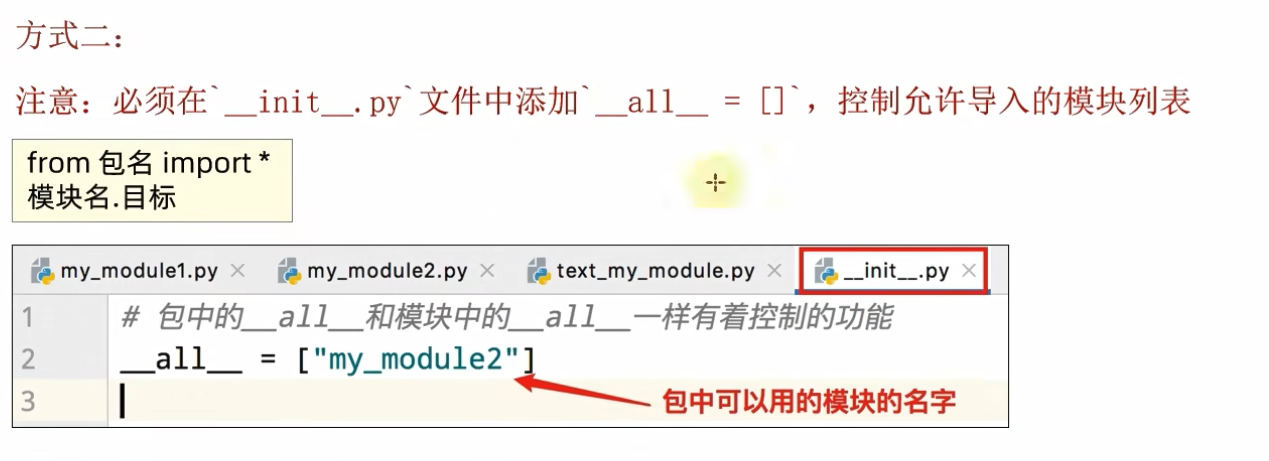 方式二：
注意：必须在`__init__.py`文件中添加`__all__ = []`，控制允许导入的模块列表
from 包名 import *
模块名.目标
my_module1.py × my_module2.py × text_my_module.py × __init__.py ×
1 # 包中的__all__和模块中的__all__一样有着控制的功能
2 __all__ = ["my_module2"]
3
包中可以用的模块的名字